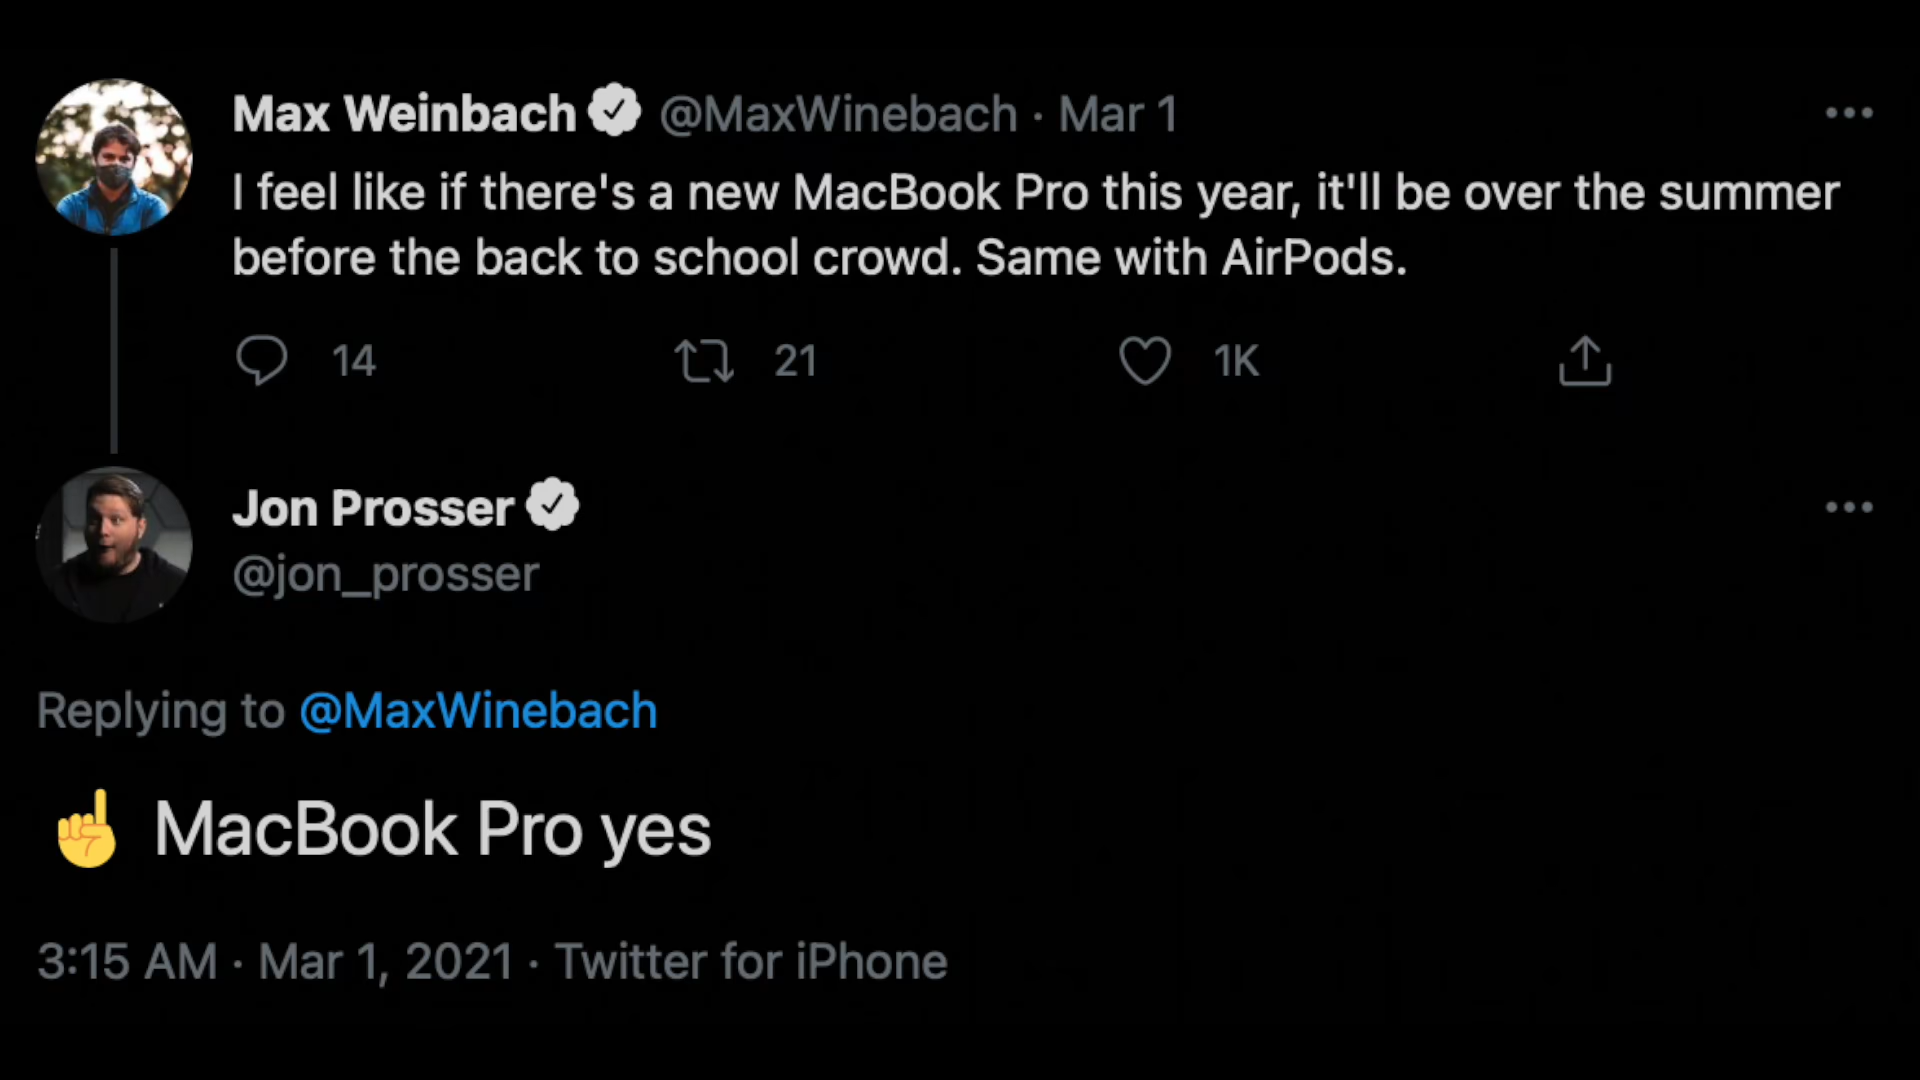 Max Weinbach @MaxWinebach · Mar 1
I feel like if there's a new MacBook Pro this year, it'll be over the summer
before the back to school crowd. Same with AirPods.
14 21 1K
Jon Prosser
@jon_prosser
Replying to @MaxWinebach
☝️ MacBook Pro yes
3:15 AM · Mar 1, 2021 · Twitter for iPhone